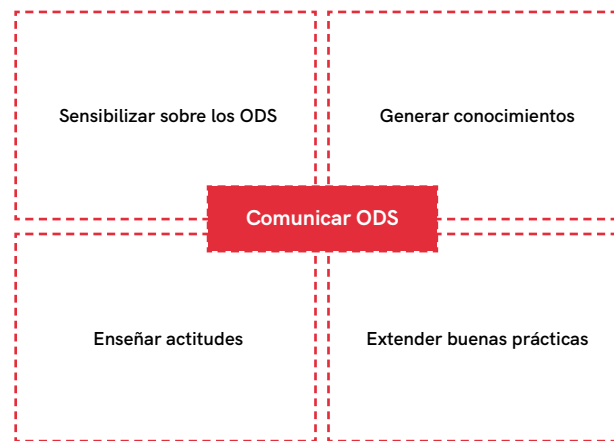 Sensibilizar sobre los ODS
Generar conocimientos
Comunicar ODS
Enseñar actitudes
Extender buenas prácticas